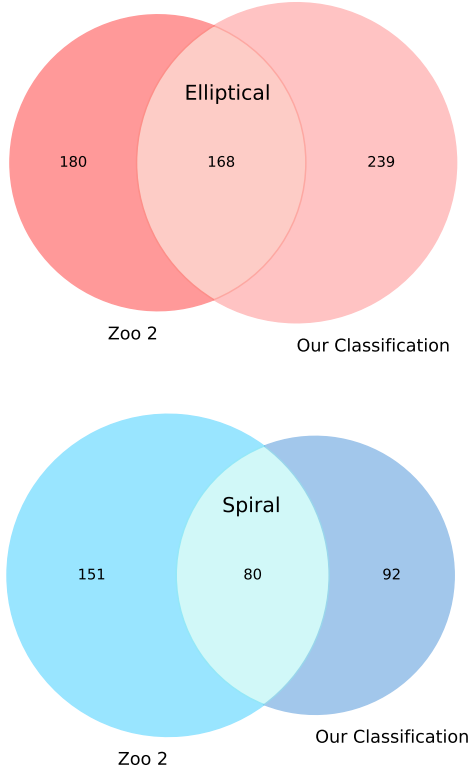 Elliptical
180 168 239
Zoo 2
Our Classification
Spiral
151 80 92
Our Classification
Zoo 2